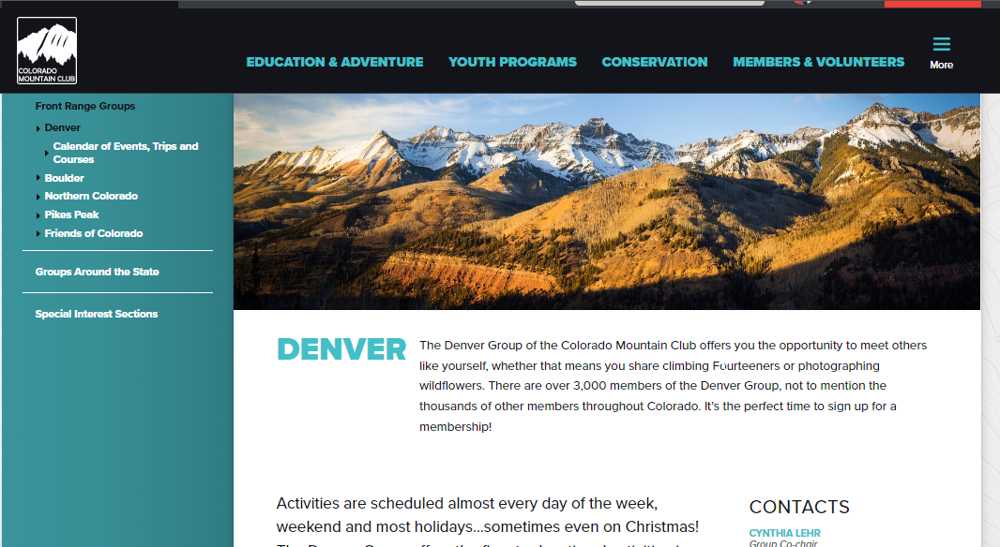 COLORADO
MOUNTAIN CLUB
EDUCATION & ADVENTURE
YOUTH PROGRAMS
CONSERVATION
MEMBERS & VOLUNTEERS
More
Front Range Groups
Denver
Calendar of Events, Trips and
Courses
Boulder
Northern Colorado
Pikes Peak
Friends of Colorado
Groups Around the State
Special Interest Sections
DENVER
The Denver Group of the Colorado Mountain Club offers you the opportunity to meet others
like yourself, whether that means you share climbing Fourteeners or photographing
wildflowers. There are over 3,000 members of the Denver Group, not to mention the
thousands of other members throughout Colorado. It's the perfect time to sign up for a
membership!
Activities are scheduled almost every day of the week,
weekend and most holidays...sometimes even on Christmas!
CONTACTS
CYNTHIA LEHR
Group Co-chair